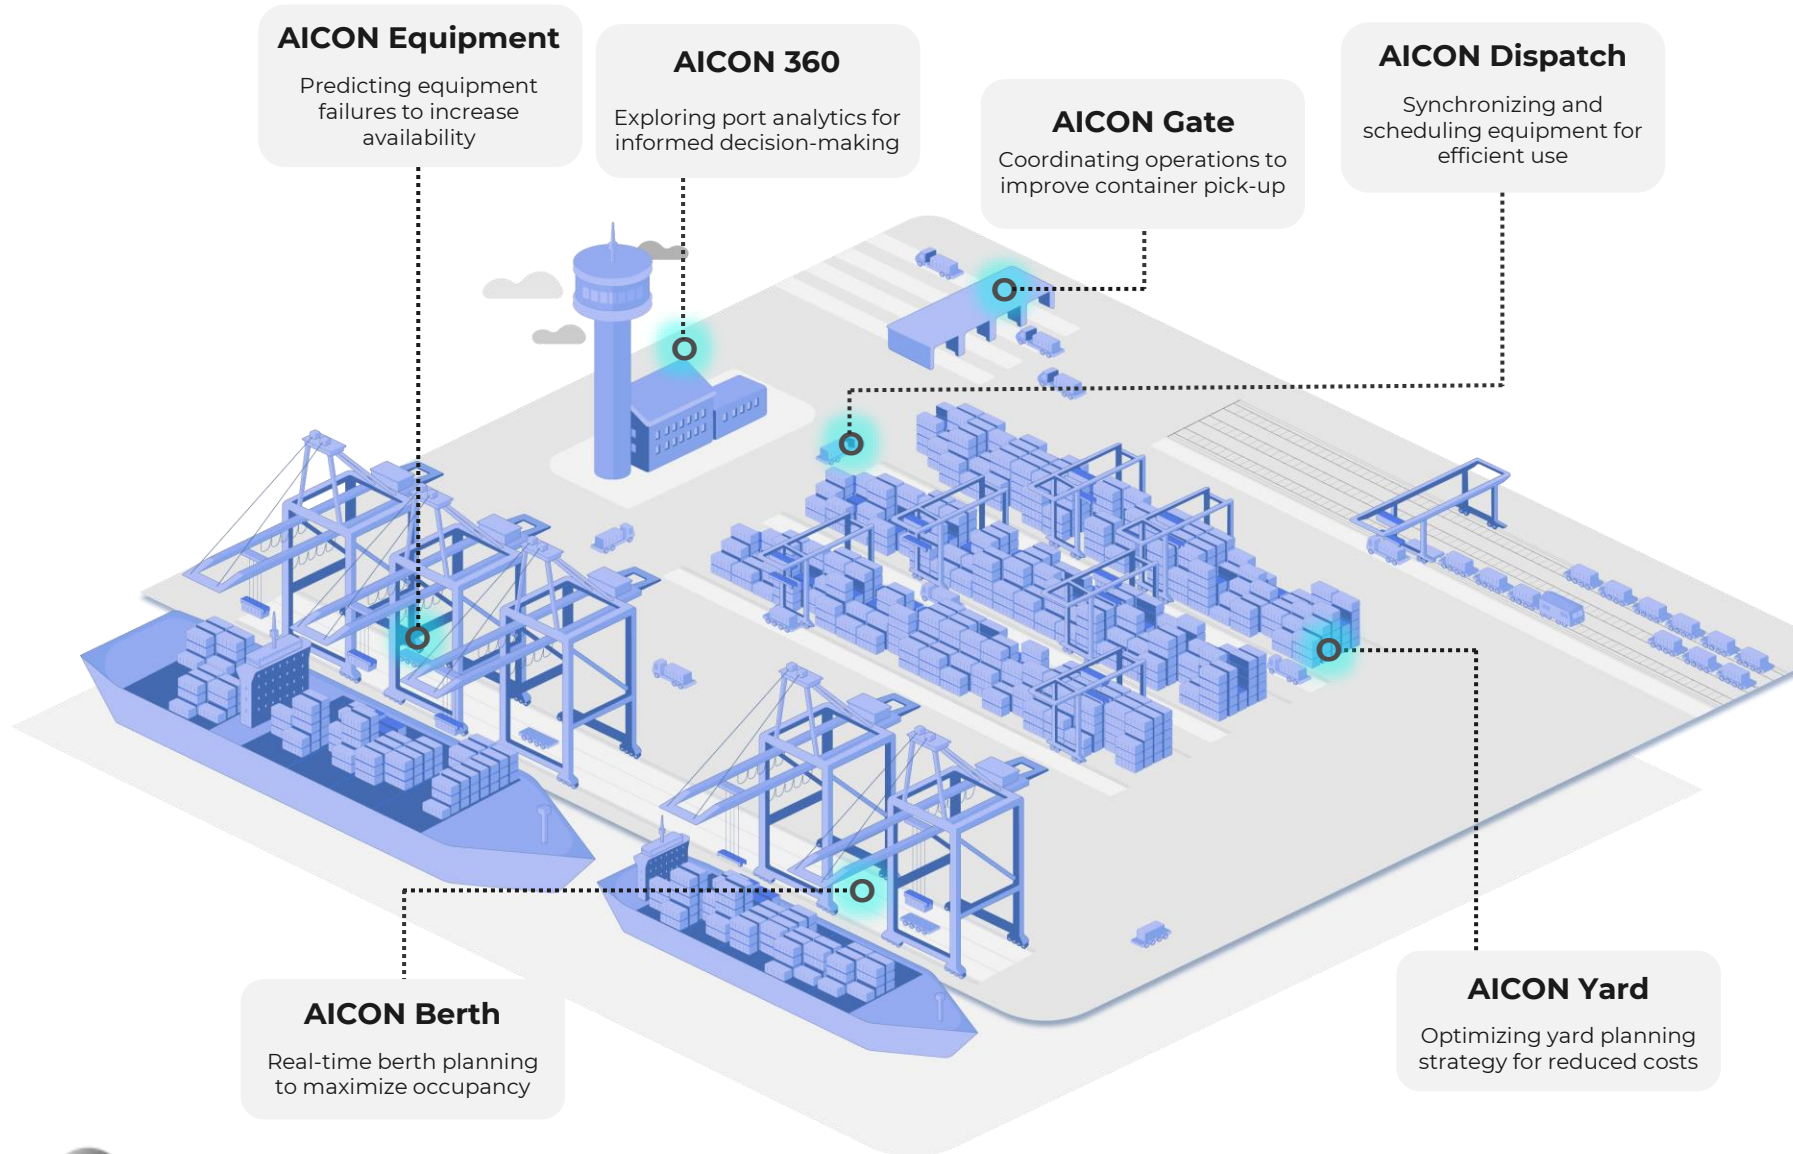 AICON Equipment
Predicting equipment
failures to increase
availability
AICON 360
Exploring port analytics for
informed decision-making
AICON Gate
Coordinating operations to
improve container pick-up
AICON Dispatch
Synchronizing and
scheduling equipment for
efficient use
AICON Berth
Real-time berth planning
to maximize occupancy
AICON Yard
Optimizing yard planning
strategy for reduced costs